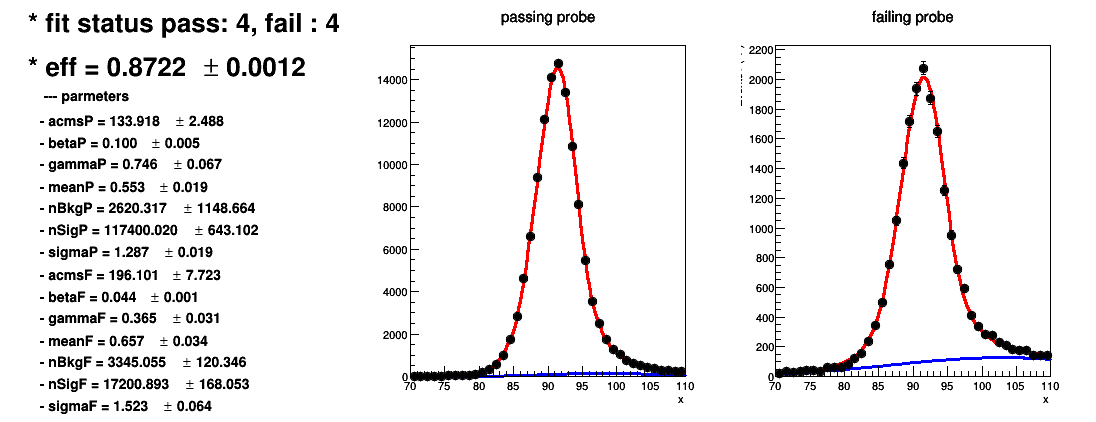 * fit status pass: 4, fail : 4
* eff = 0.8722 ± 0.0012
--- parmeters
- acmsP = 133.918 ± 2.488
- betaP = 0.100 ± 0.005
- gammaP = 0.746 ± 0.067
- meanP = 0.553 ± 0.019
- nBkgP = 2620.317 ± 1148.664
- nSigP = 117400.020 ± 643.102
- sigmaP = 1.287 ± 0.019
- acmsF = 196.101 ± 7.723
- betaF = 0.044 ± 0.001
- gammaF = 0.365 ± 0.031
- meanF = 0.657 ± 0.034
- nBkgF = 3345.055 ± 120.346
- nSigF = 17200.893 ± 168.053
- sigmaF = 1.523 ± 0.064
passing probe
14000
12000
10000
8000
6000
4000
2000
0
70 75 80 85 90 95 100 105 110
x
failing probe
2200
2000
1800
1600
1400
1200
1000
800
600
400
200
0
70 75 80 85 90 95 100 105 110
x